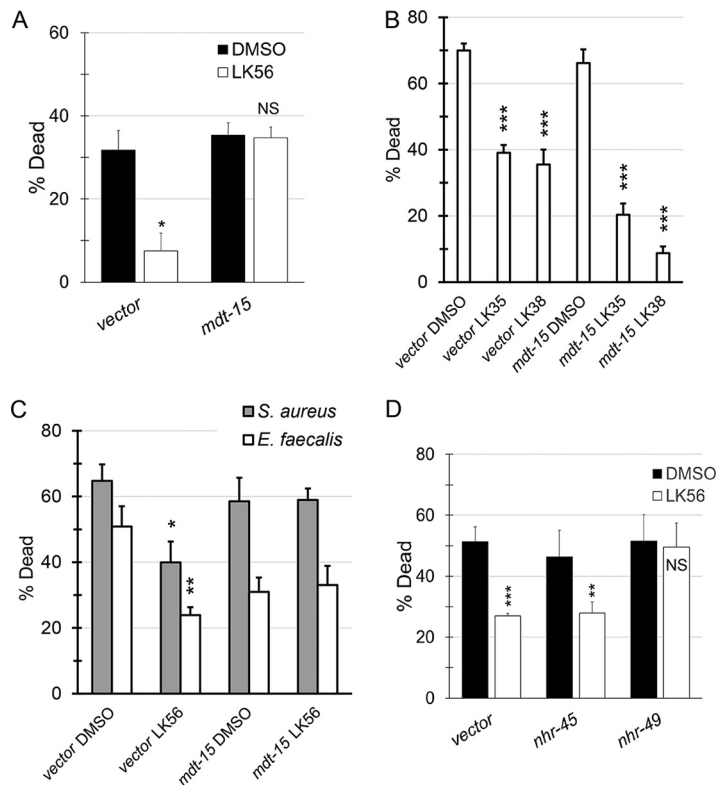 A
60
40
20
0
% Dead
DMSO
LK56
*
NS
vector
mdt-15
B
80
70
60
40
20
0
% Dead
***
***
***
***
vector DMSO
vector LK35
vector LK38
mdt-15 DMSO
mdt-15 LK35
mdt-15 LK38
C
S. aureus
E. faecalis
80
60
40
20
0
% Dead
*
**
vector DMSO
vector LK56
mdt-15 DMSO
mdt-15 LK56
D
80
60
40
20
0
% Dead
DMSO
LK56
***
**
NS
vector
nhr-45
nhr-49